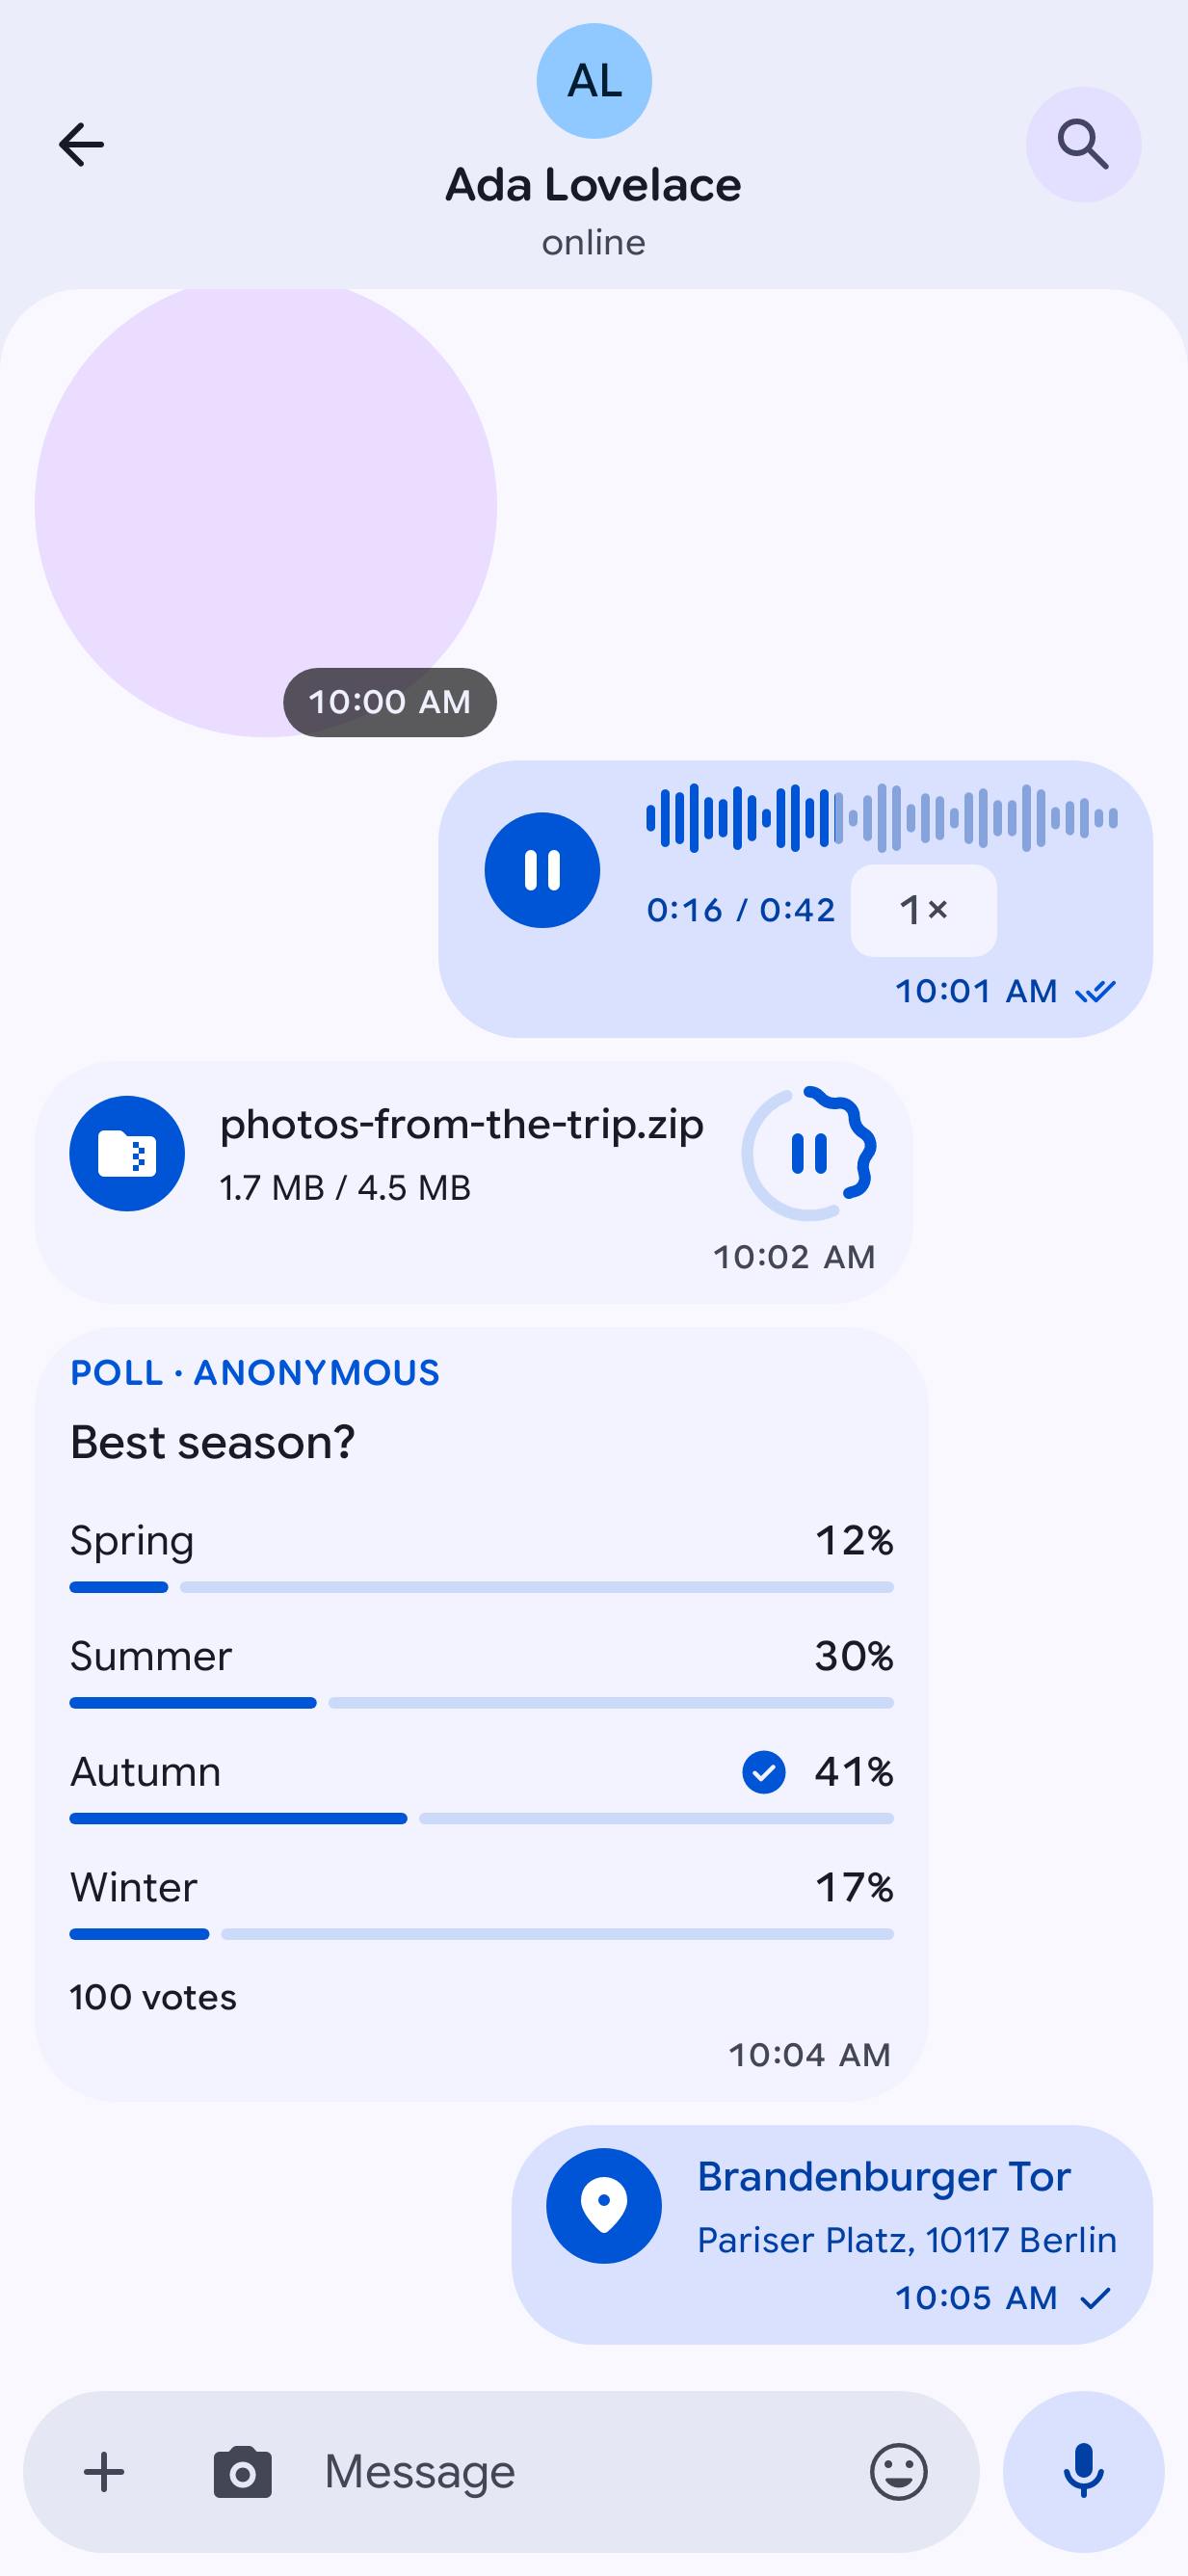 AL
Ada Lovelace
online
10:00 AM
0:16 / 0:42
1×
10:01 AM
photos-from-the-trip.zip
1.7 MB / 4.5 MB
10:02 AM
POLL · ANONYMOUS
Best season?
Spring 12%
Summer 30%
Autumn 41%
Winter 17%
100 votes
10:04 AM
Brandenburger Tor
Pariser Platz, 10117 Berlin
10:05 AM
Message